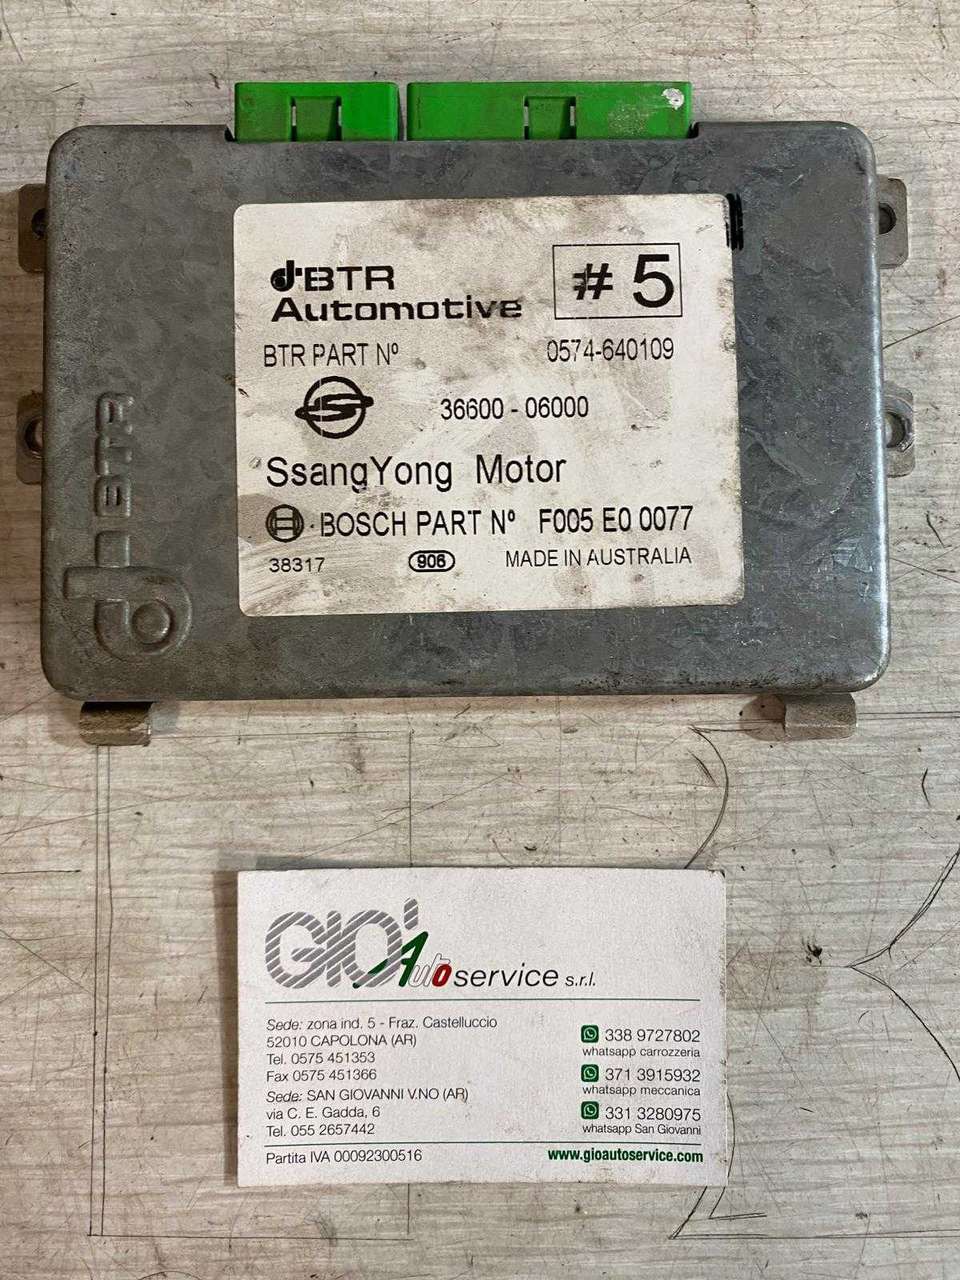 BTR
Automotive
# 5
BTR PART Nº 0574-640109
36600 - 06000
SsangYong Motor
BOSCH PART Nº F005 E0 0077
38317 906 MADE IN AUSTRALIA
BTR
GIO' Autoservice s.r.l.
Sede: zona ind. 5 - Fraz. Castelluccio
52010 CAPOLONA (AR)
Tel. 0575 451353
Fax 0575 451366
Sede: SAN GIOVANNI V.NO (AR)
via C. E. Gadda, 6
Tel. 055 2657442
338 9727802
whatsapp carrozzeria
371 3915932
whatsapp meccanica
331 3280975
whatsapp San Giovanni
Partita IVA 00092300516
www.gioautoservice.com